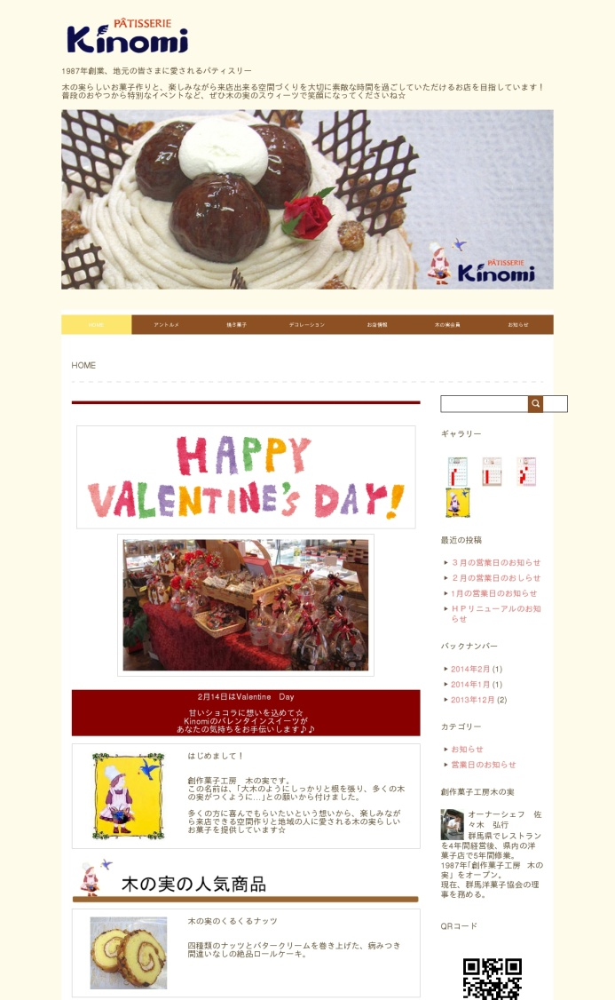 PÂTISSERIE
Kinomi
1987年創業、地元の皆さまに愛されるパティスリー
木の実らしいお菓子作りと、楽しみながら来店出来る空間づくりを大切に素敵な時間を過ごしていただけるお店を目指しています！
普段のおやつから特別なイベントなど、ぜひ木の実のスウィーツで笑顔になってくださいね☆
PÂTISSERIE
Kinomi
HOME
アントルメ
焼き菓子
デコレーション
お店情報
木の実会員
お知らせ
HOME
HAPPY
VALENTINE'S DAY!
2月14日はValentine　Day
甘いショコラに想いを込めて☆
Kinomiのバレンタインスイーツが
あなたの気持ちをお手伝いします♪♪
はじめまして！
創作菓子工房　木の実です。
この名前は、「大木のようにしっかりと根を張り、多くの木
の実がつくように…」との願いから付けました。
多くの方に喜んでもらいたいという想いから、楽しみなが
ら来店できる空間作りと地域の人に愛される木の実らしい
お菓子を提供しています☆
木の実の人気商品
木の実のくるくるナッツ
四種類のナッツとバタークリームを巻き上げた、病みつき
間違いなしの絶品ロールケーキ。
ギャラリー
最近の投稿
３月の営業日のお知らせ
２月の営業日のおしらせ
1月の営業日のお知らせ
ＨＰリニューアルのお知
らせ
バックナンバー
2014年2月 (1)
2014年1月 (1)
2013年12月 (2)
カテゴリー
お知らせ
営業日のお知らせ
創作菓子工房木の実
オーナーシェフ　佐
々木　弘行
群馬県でレストラン
を4年間経営後、県内の洋
菓子店で5年間修業。
1987年「創作菓子工房　木の
実」をオープン。
現在、群馬洋菓子協会の理
事を務める。
QRコード